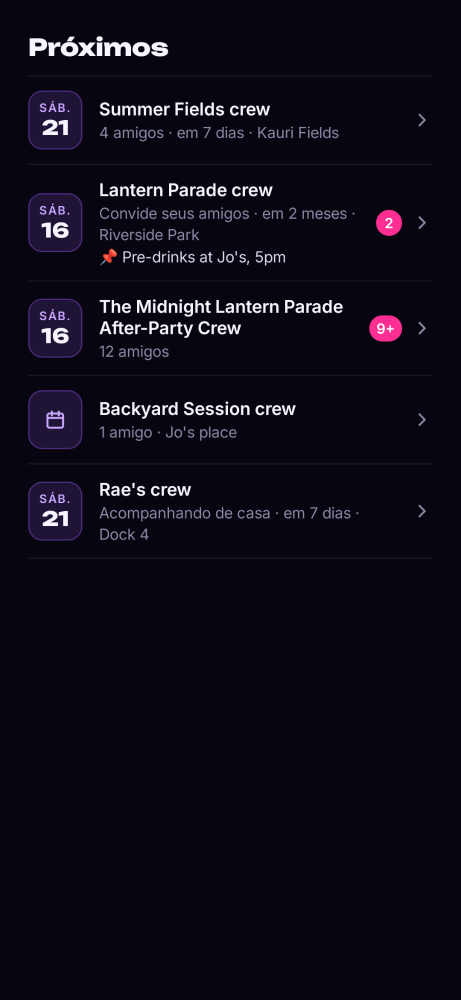 Próximos
SÁB.
21
Summer Fields crew
4 amigos · em 7 dias · Kauri Fields
SÁB.
16
Lantern Parade crew
Convide seus amigos · em 2 meses ·
Riverside Park
📌 Pre-drinks at Jo's, 5pm
2
SÁB.
16
The Midnight Lantern Parade
After-Party Crew
12 amigos
9+
Backyard Session crew
1 amigo · Jo's place
SÁB.
21
Rae's crew
Acompanhando de casa · em 7 dias ·
Dock 4